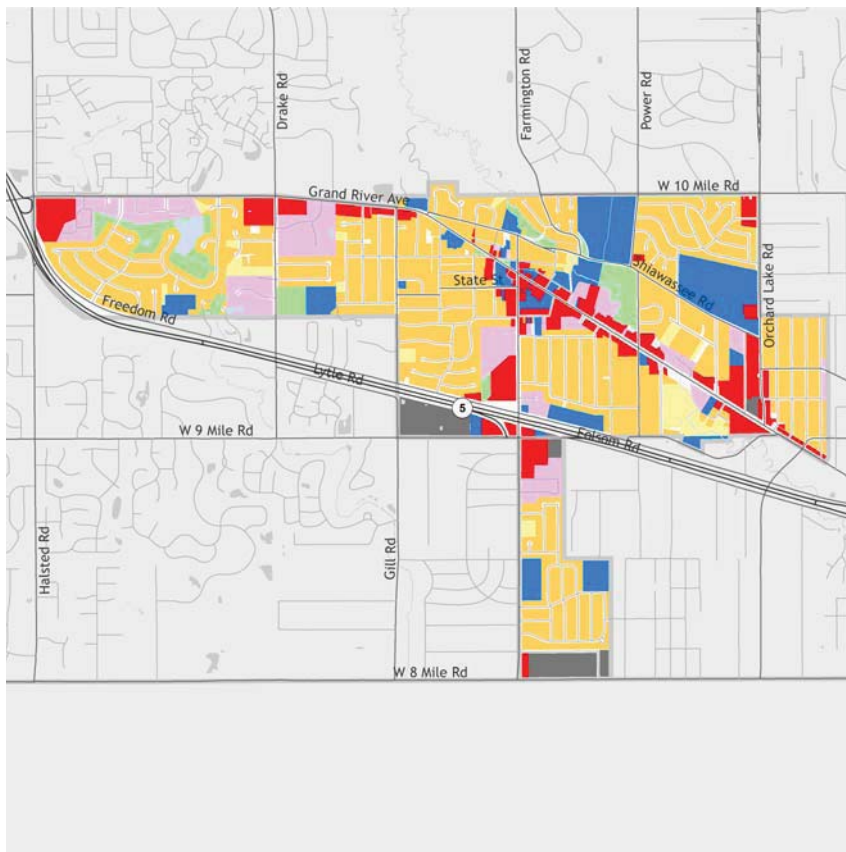 Drake Rd
Farmington Rd
Power Rd
W 10 Mile Rd
Grand River Ave
Shiawassee Rd
State St
Orchard Lake Rd
Freedom Rd
Lytle Rd
5
W 9 Mile Rd
Folsom Rd
Halsted Rd
Gill Rd
W 8 Mile Rd